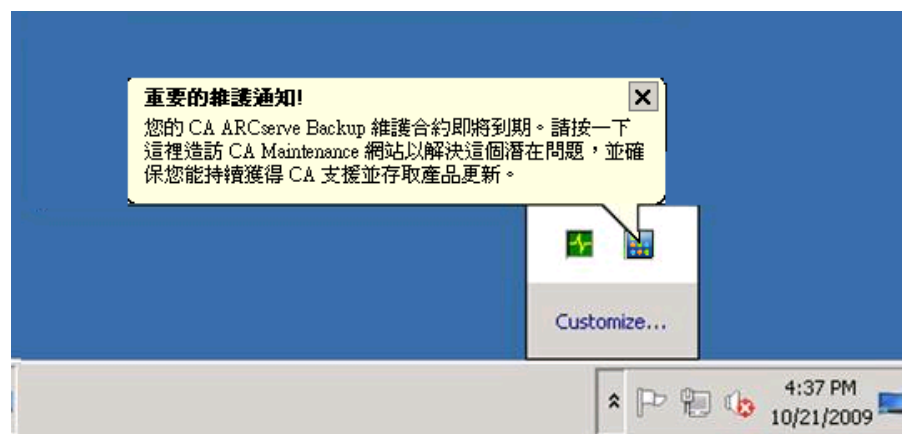 重要的維護通知!
您的 CA ARCserve Backup 維護合約即將到期。請按一下
這裡造訪 CA Maintenance 網站以解決這個潛在問題，並確
保您能持續獲得 CA 支援並存取產品更新。
Customize...
4:37 PM
10/21/2009